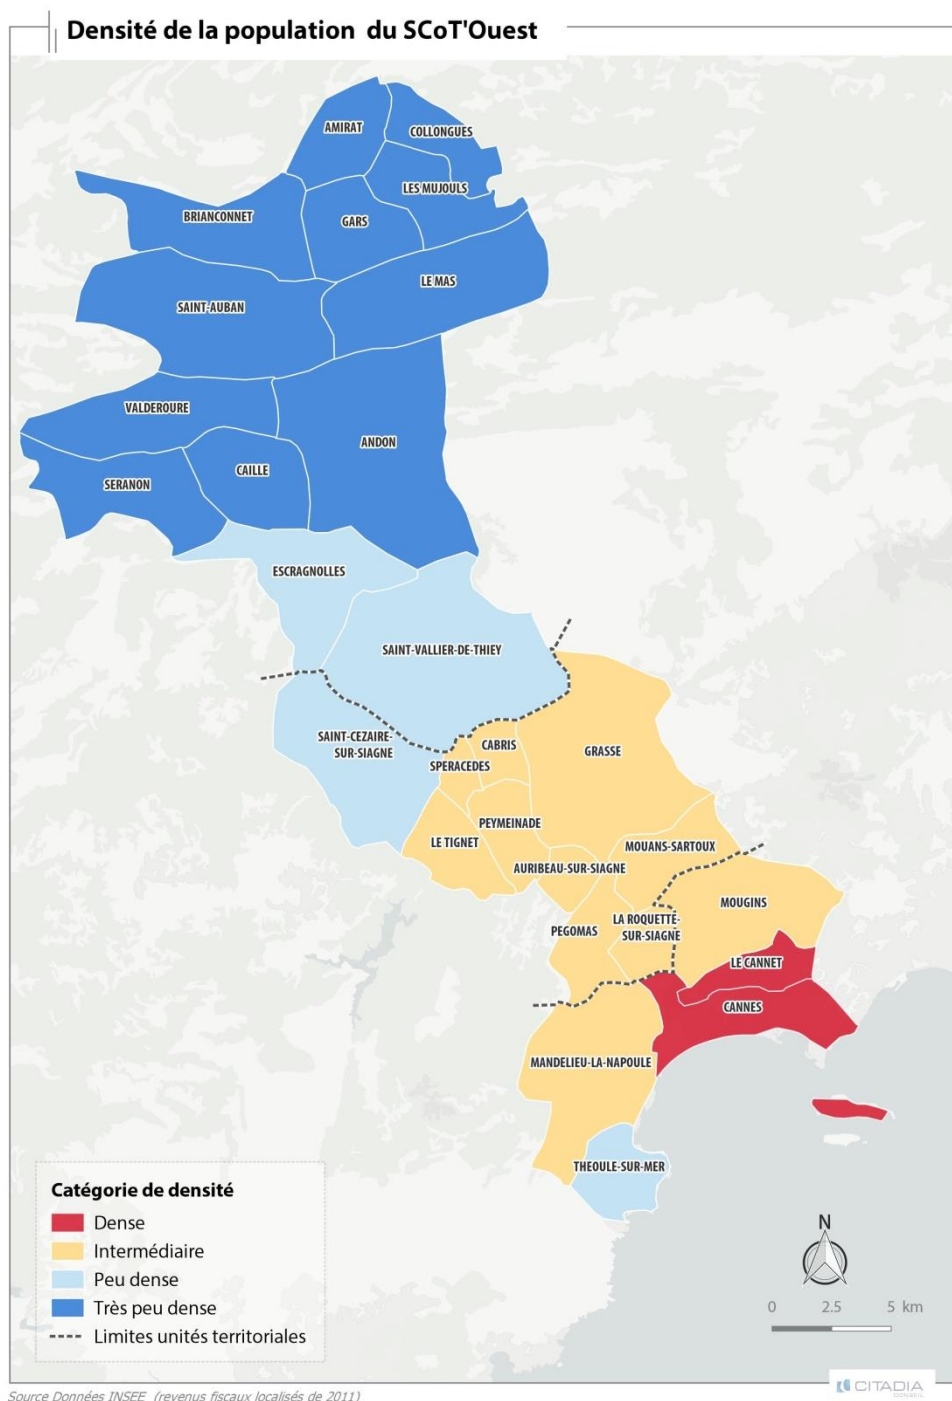 Densité de la population du SCoT'Ouest
AMIRAT
COLLONGUES
LES MUJOULS
BRIANCONNET
GARS
LE MAS
SAINT-AUBAN
VALDEROURE
ANDON
CAILLE
SERANON
ESCRAGNOLLES
SAINT-VALLIER-DE-THIEY
SAINT-CEZAIRE-
SUR-SIAGNE
CABRIS
GRASSE
SPERACEDES
PEYMEINADE
LE TIGNET
MOUANS-SARTOUX
AURIBEAU-SUR-SIAGNE
MOUGINS
LA ROQUETTE-
SUR-SIAGNE
PEGOMAS
LE CANNET
CANNES
MANDELIEU-LA-NAPOULE
THEOULE-SUR-MER
Catégorie de densité
Dense
Intermédiaire
Peu dense
Très peu dense
Limites unités territoriales
N
0 2.5 5 km
CITADIA
CONSEIL
Source Données INSEE (revenus fiscaux localisés de 2011)